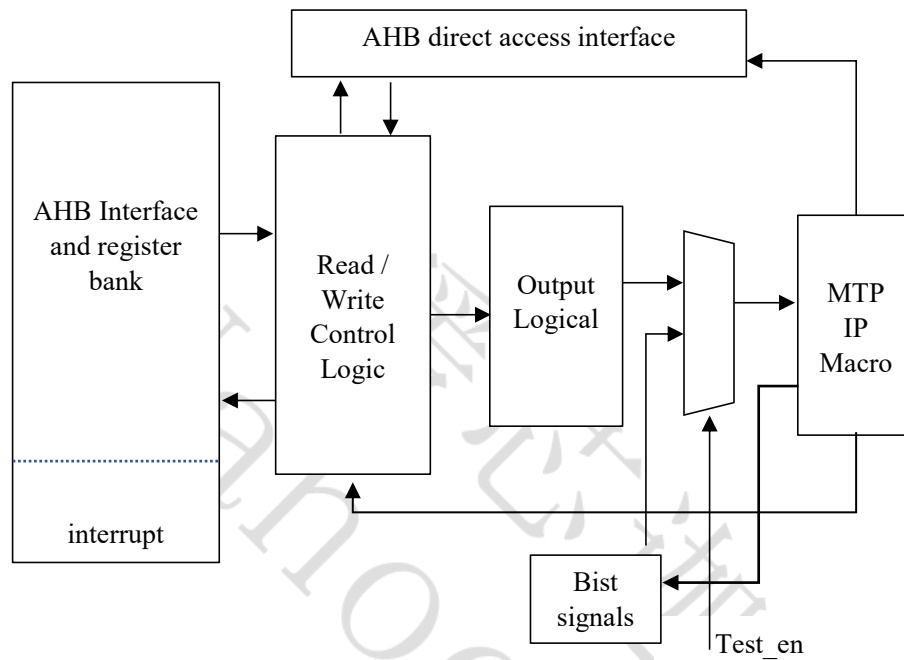 AHB direct access interface
AHB Interface
and register
bank
Read /
Write
Control
Logic
Output
Logical
MTP
IP
Macro
interrupt
Bist
signals
Test_en